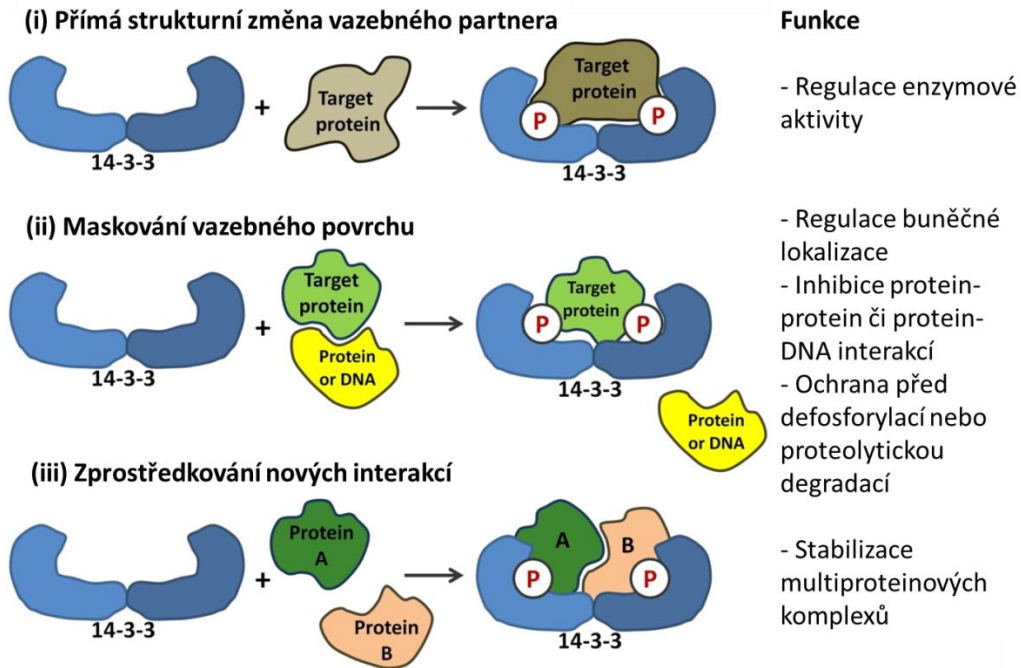 (i) Přímá strukturní změna vazebného partnera
Funkce
14-3-3
+
Target
protein
Target
protein
P
P
14-3-3
- Regulace enzymové
aktivity
(ii) Maskování vazebného povrchu
14-3-3
+
Target
protein
Protein
or DNA
Target
protein
P
P
14-3-3
Protein
or DNA
- Regulace buněčné
lokalizace
- Inhibice protein-
protein či protein-
DNA interakcí
- Ochrana před
defosforylací nebo
proteolytickou
degradací
(iii) Zprostředkování nových interakcí
14-3-3
+
Protein
A
Protein
B
A
B
P
P
14-3-3
- Stabilizace
multiproteinových
komplexů